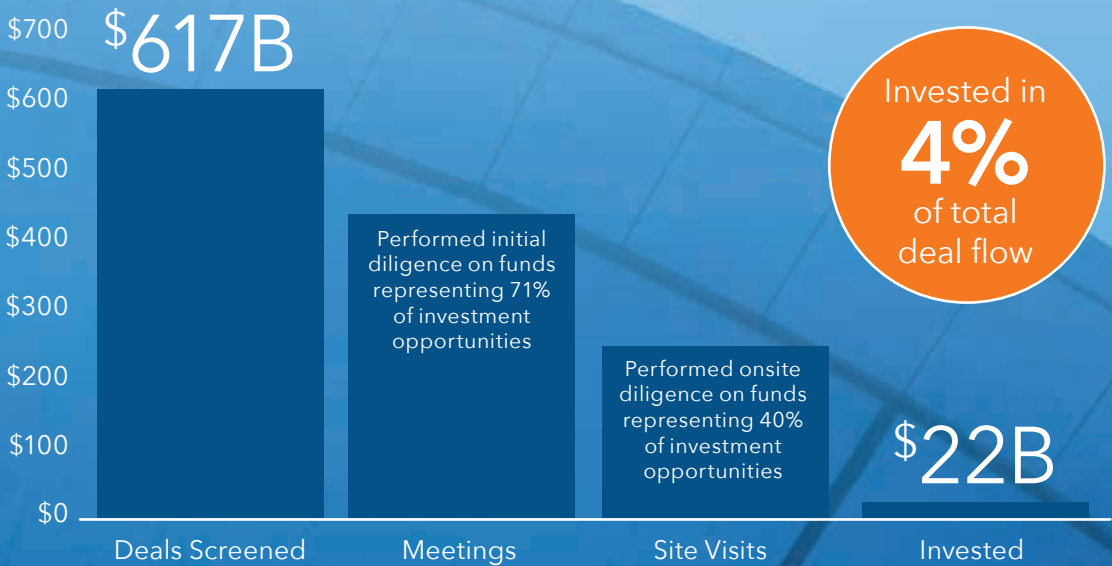 $700
$600
$500
$400
$300
$200
$100
$0
$617B
Performed initial
diligence on funds
representing 71%
of investment
opportunities
Performed onsite
diligence on funds
representing 40%
of investment
opportunities
$22B
Invested in
4%
of total
deal flow
Deals Screened
Meetings
Site Visits
Invested